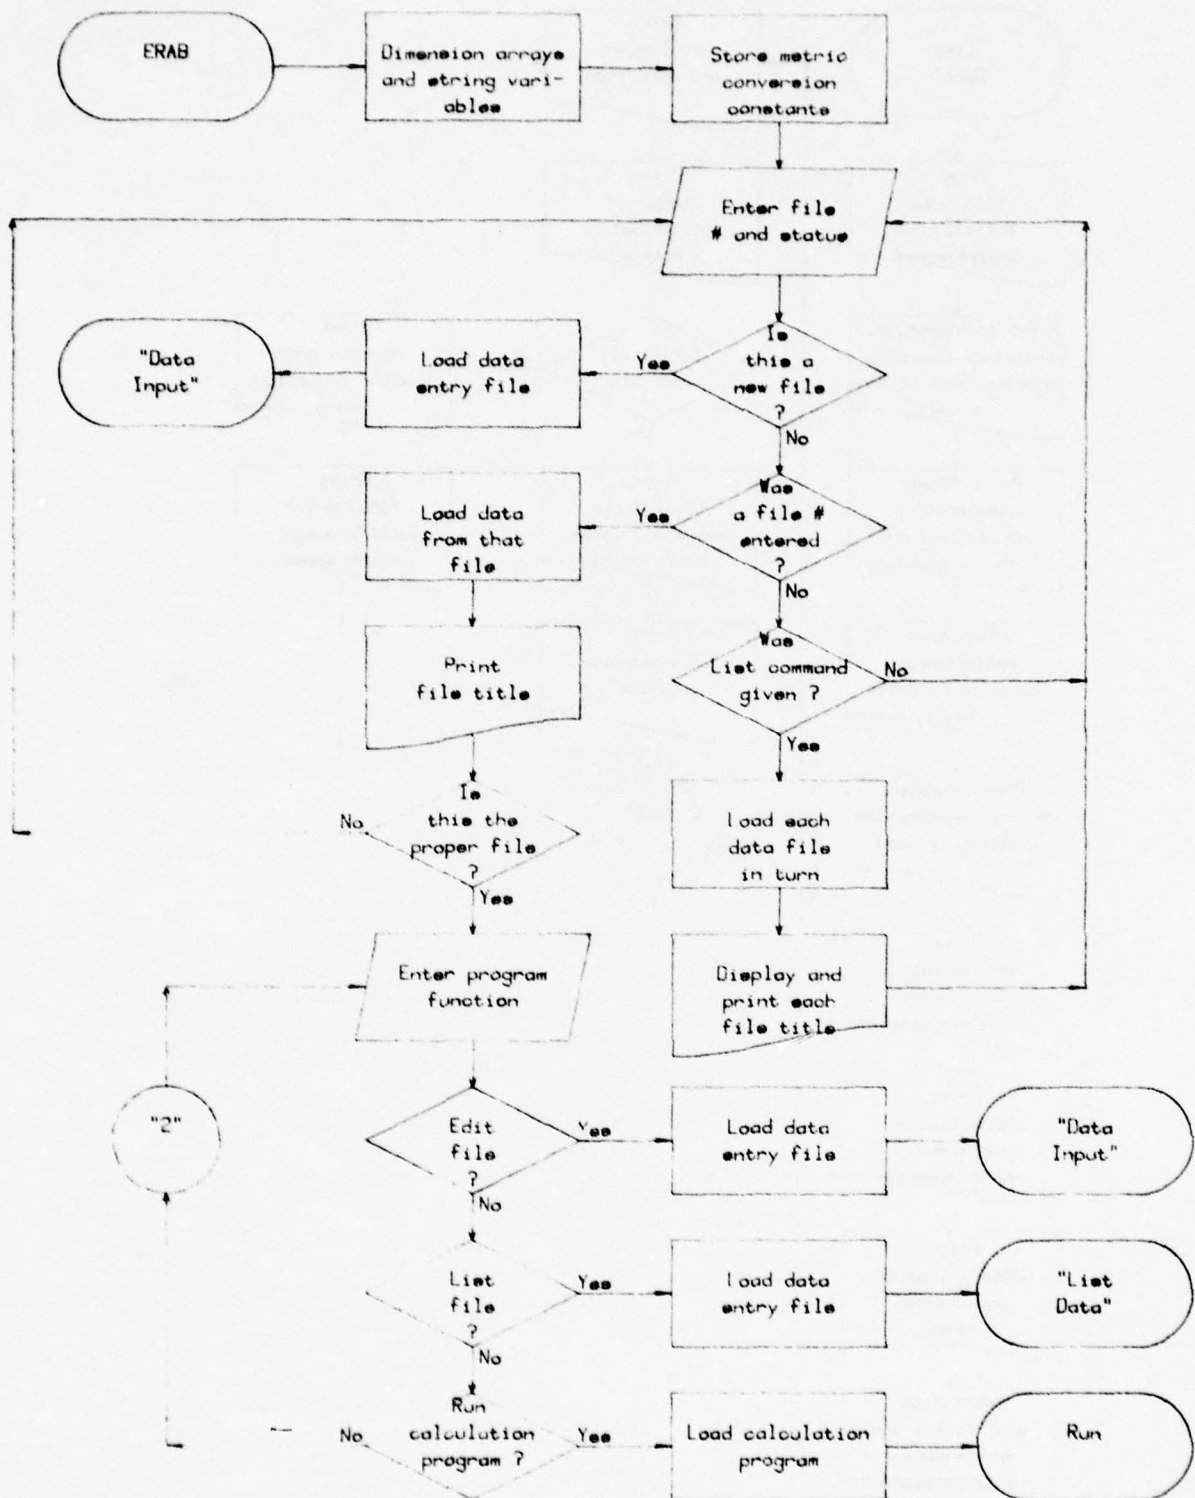 ERAB
Dimension arrays
and string vari-
ables
Store metric
conversion
constants
Enter file
# and status
Is
this a
new file
?
Yes
No
Load data
entry file
"Data
Input"
Was
a file #
entered
?
Yes
No
Load data
from that
file
Print
file title
Was
List command
given ?
No
Yes
Is
this the
proper file
?
No
Yes
Load each
data file
in turn
Display and
print each
file title
Enter program
function
"2"
Edit
file
?
Yes
No
Load data
entry file
"Data
Input"
List
file
?
Yes
No
Load data
entry file
"List
Data"
Run
calculation
program ?
No
Yes
Load calculation
program
Run